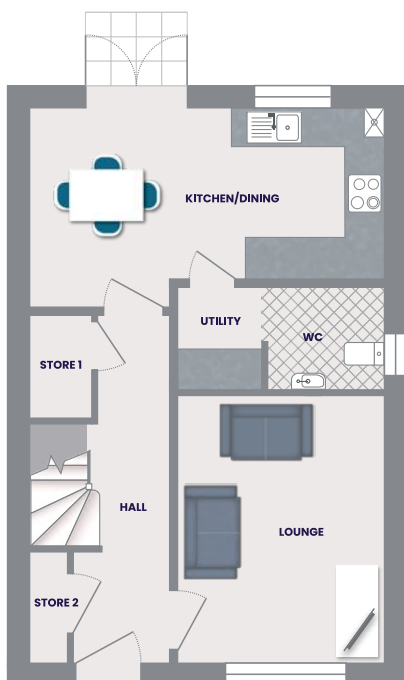 KITCHEN/DINING
UTILITY
WC
STORE 1
HALL
LOUNGE
STORE 2